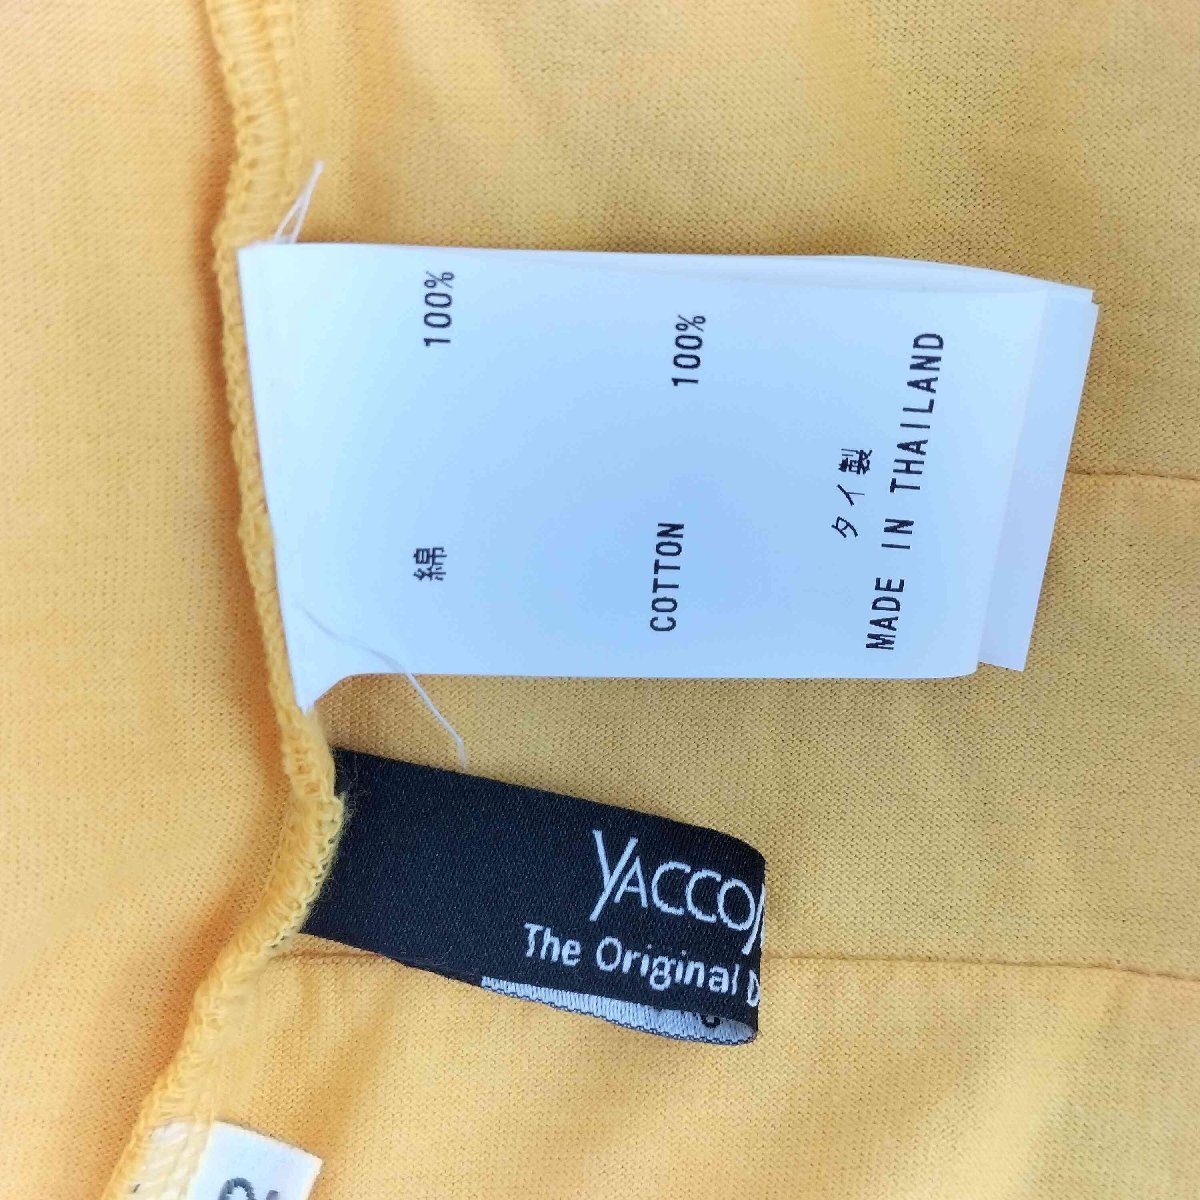 綿 100%
COTTON 100%
タイ製
MADE IN THAILAND
YACCO
The Original